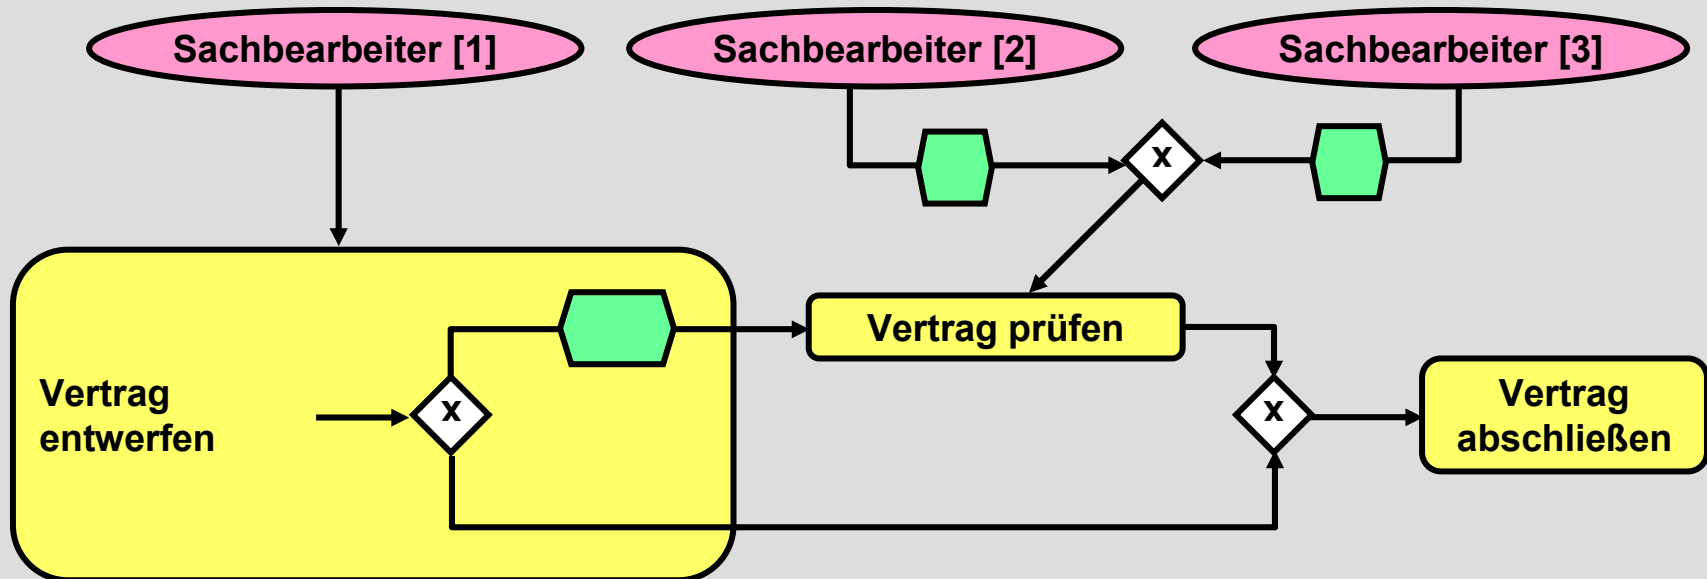 Sachbearbeiter [1]
Sachbearbeiter [2]
Sachbearbeiter [3]
x
Vertrag prüfen
Vertrag
entwerfen
x
x
Vertrag
abschließen